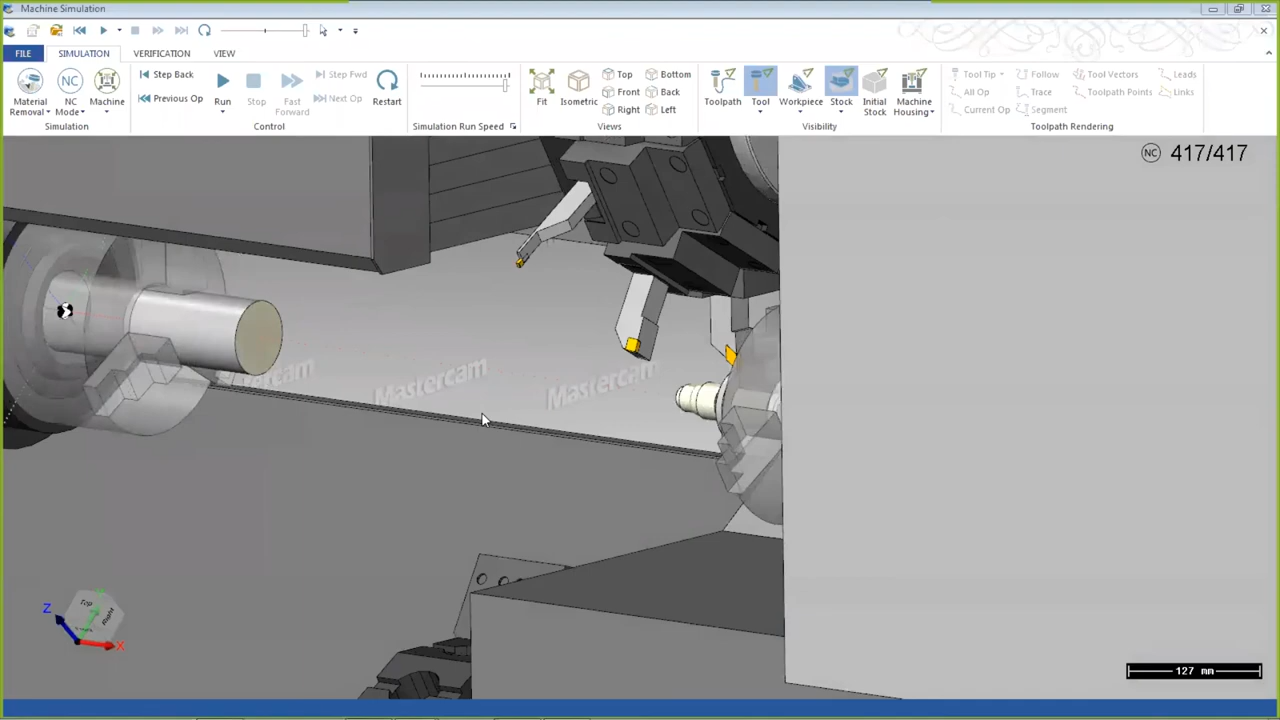 Machine Simulation
FILE SIMULATION VERIFICATION VIEW
Material Removal
NC Mode
Machine
Simulation
Step Back
Previous Op
Run
Stop
Fast Forward
Step Fwd
Next Op
Restart
Control
Simulation Run Speed
Fit
Isometric
Top
Front
Right
Bottom
Back
Left
Views
Toolpath
Tool
Workpiece
Stock
Initial Stock
Machine Housing
Visibility
Tool Tip
All Op
Current Op
Follow
Trace
Segment
Tool Vectors
Toolpath Points
Leads
Links
Toolpath Rendering
NC 417/417
Mastercam
Mastercam
Top
Right
Z
X
127 mm